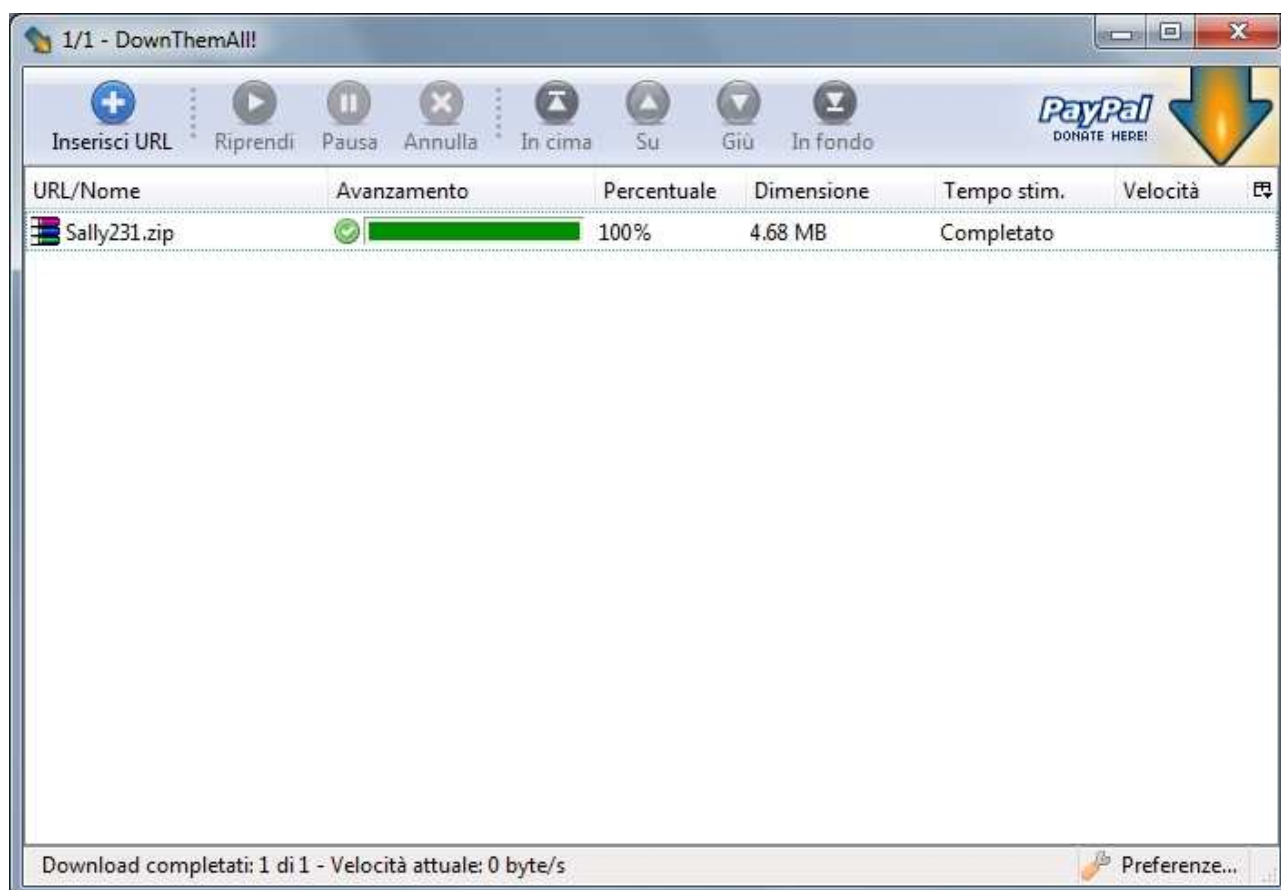 1/1 - DownThemAll!
Inserisci URL Riprendi Pausa Annulla In cima Su Giù In fondo
PayPal
DONATE HERE!
URL/Nome Avanzamento Percentuale Dimensione Tempo stim. Velocità
Sally231.zip 100% 4.68 MB Completato
Download completati: 1 di 1 - Velocità attuale: 0 byte/s Preferenze...